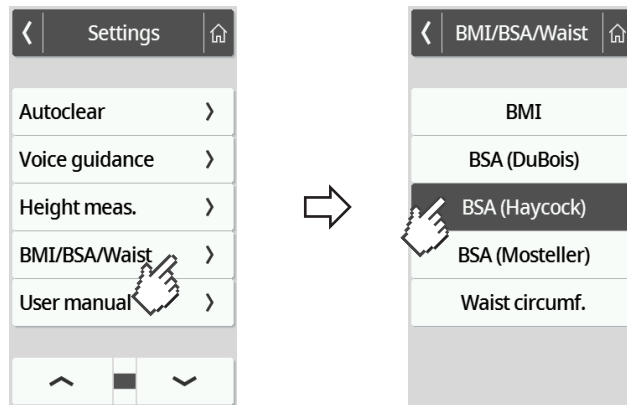 Settings
Autoclear
Voice guidance
Height meas.
BMI/BSA/Waist
User manual
BMI/BSA/Waist
BMI
BSA (DuBois)
BSA (Haycock)
BSA (Mosteller)
Waist circumf.